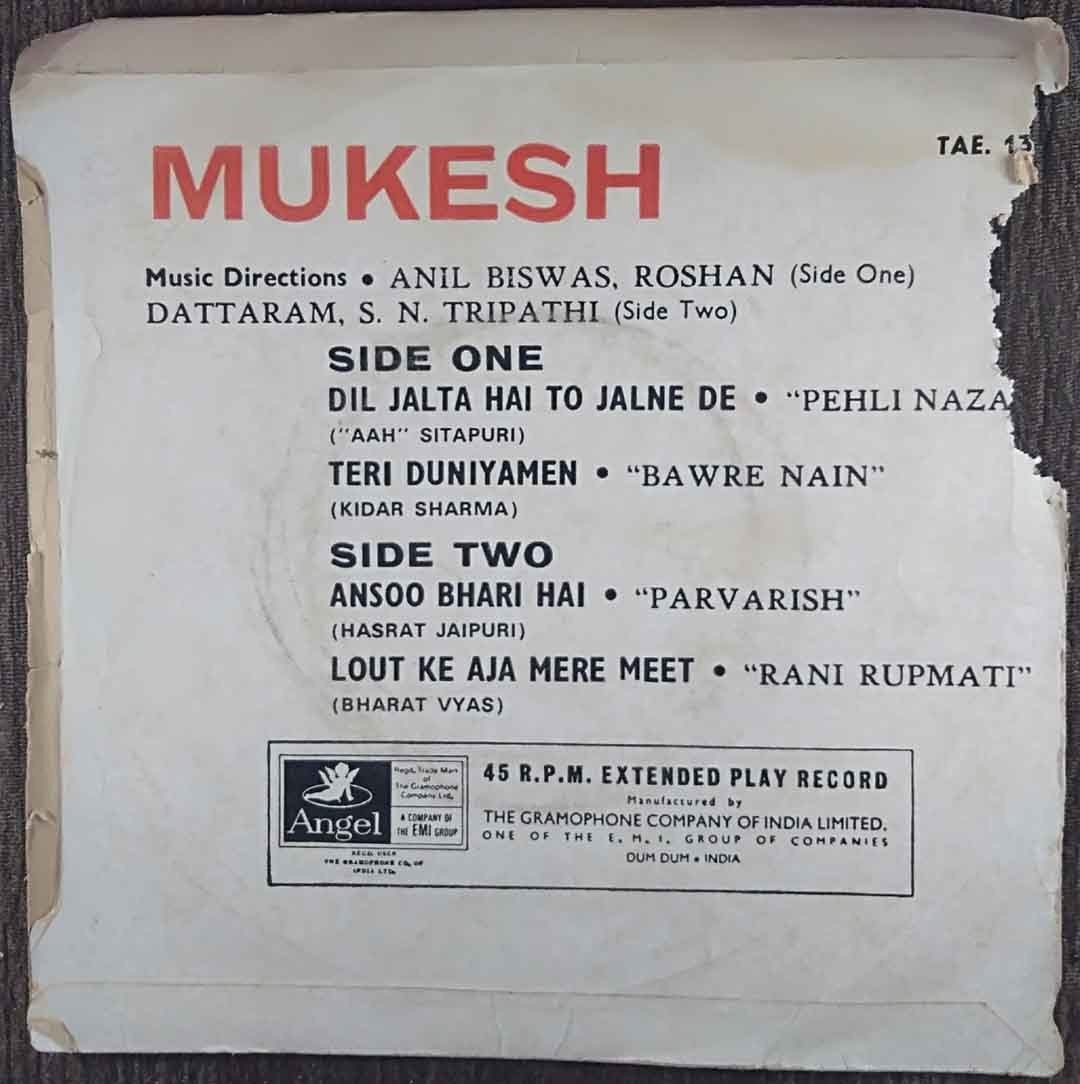 MUKESH
TAE. 13
Music Directions • ANIL BISWAS, ROSHAN (Side One)
DATTARAM, S. N. TRIPATHI (Side Two)
SIDE ONE
DIL JALTA HAI TO JALNE DE • “PEHLI NAZA
("AAH" SITAPURI)
TERI DUNIYAMEN • “BAWRE NAIN”
(KIDAR SHARMA)
SIDE TWO
ANSOO BHARI HAI • “PARVARISH”
(HASRAT JAIPURI)
LOUT KE AJA MERE MEET • “RANI RUPMATI”
(BHARAT VYAS)
Angel
Regd. Trade Mark
of
The Gramophone
Company Ltd.
A COMPANY OF
THE EMI GROUP
REGD. USER
THE GRAMOPHONE CO. OF
INDIA LTD.
45 R.P.M. EXTENDED PLAY RECORD
Manufactured by
THE GRAMOPHONE COMPANY OF INDIA LIMITED.
ONE OF THE E. M. I. GROUP OF COMPANIES
DUM DUM • INDIA